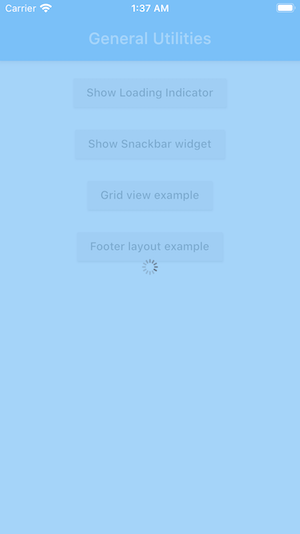 Carrier 1:37 AM
General Utilities
Show Loading Indicator
Show Snackbar widget
Grid view example
Footer layout example